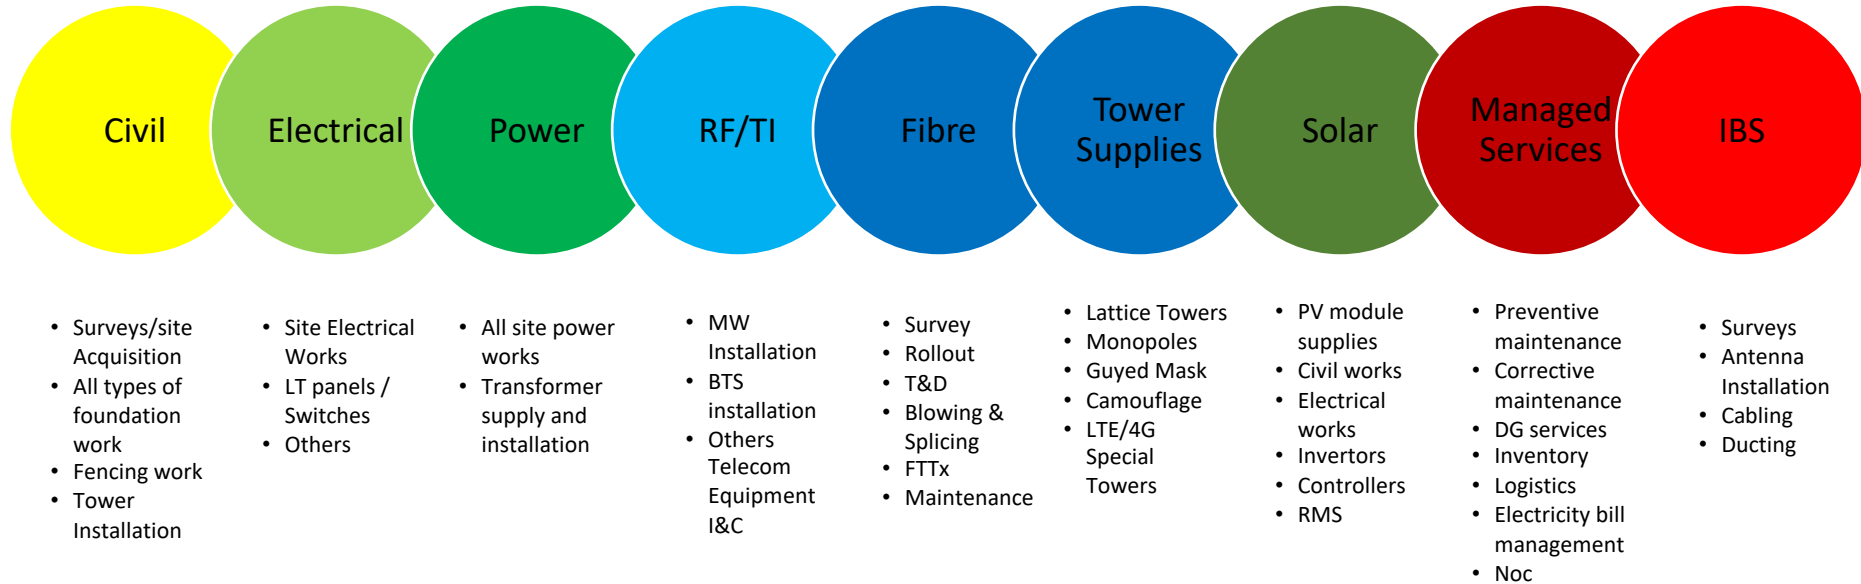 Civil
Electrical
Power
RF/TI
Fibre
Tower
Supplies
Solar
Managed
Services
IBS
• Surveys/site
Acquisition
• All types of
foundation
work
• Fencing work
• Tower
Installation
• Site Electrical
Works
• LT panels /
Switches
• Others
• All site power
works
• Transformer
supply and
installation
• MW
Installation
• BTS
installation
• Others
Telecom
Equipment
I&C
• Survey
• Rollout
• T&D
• Blowing &
Splicing
• FTTx
• Maintenance
• Lattice Towers
• Monopoles
• Guyed Mask
• Camouflage
• LTE/4G
Special
Towers
• PV module
supplies
• Civil works
• Electrical
works
• Invertors
• Controllers
• RMS
• Preventive
maintenance
• Corrective
maintenance
• DG services
• Inventory
• Logistics
• Electricity bill
management
• Noc
• Surveys
• Antenna
Installation
• Cabling
• Ducting